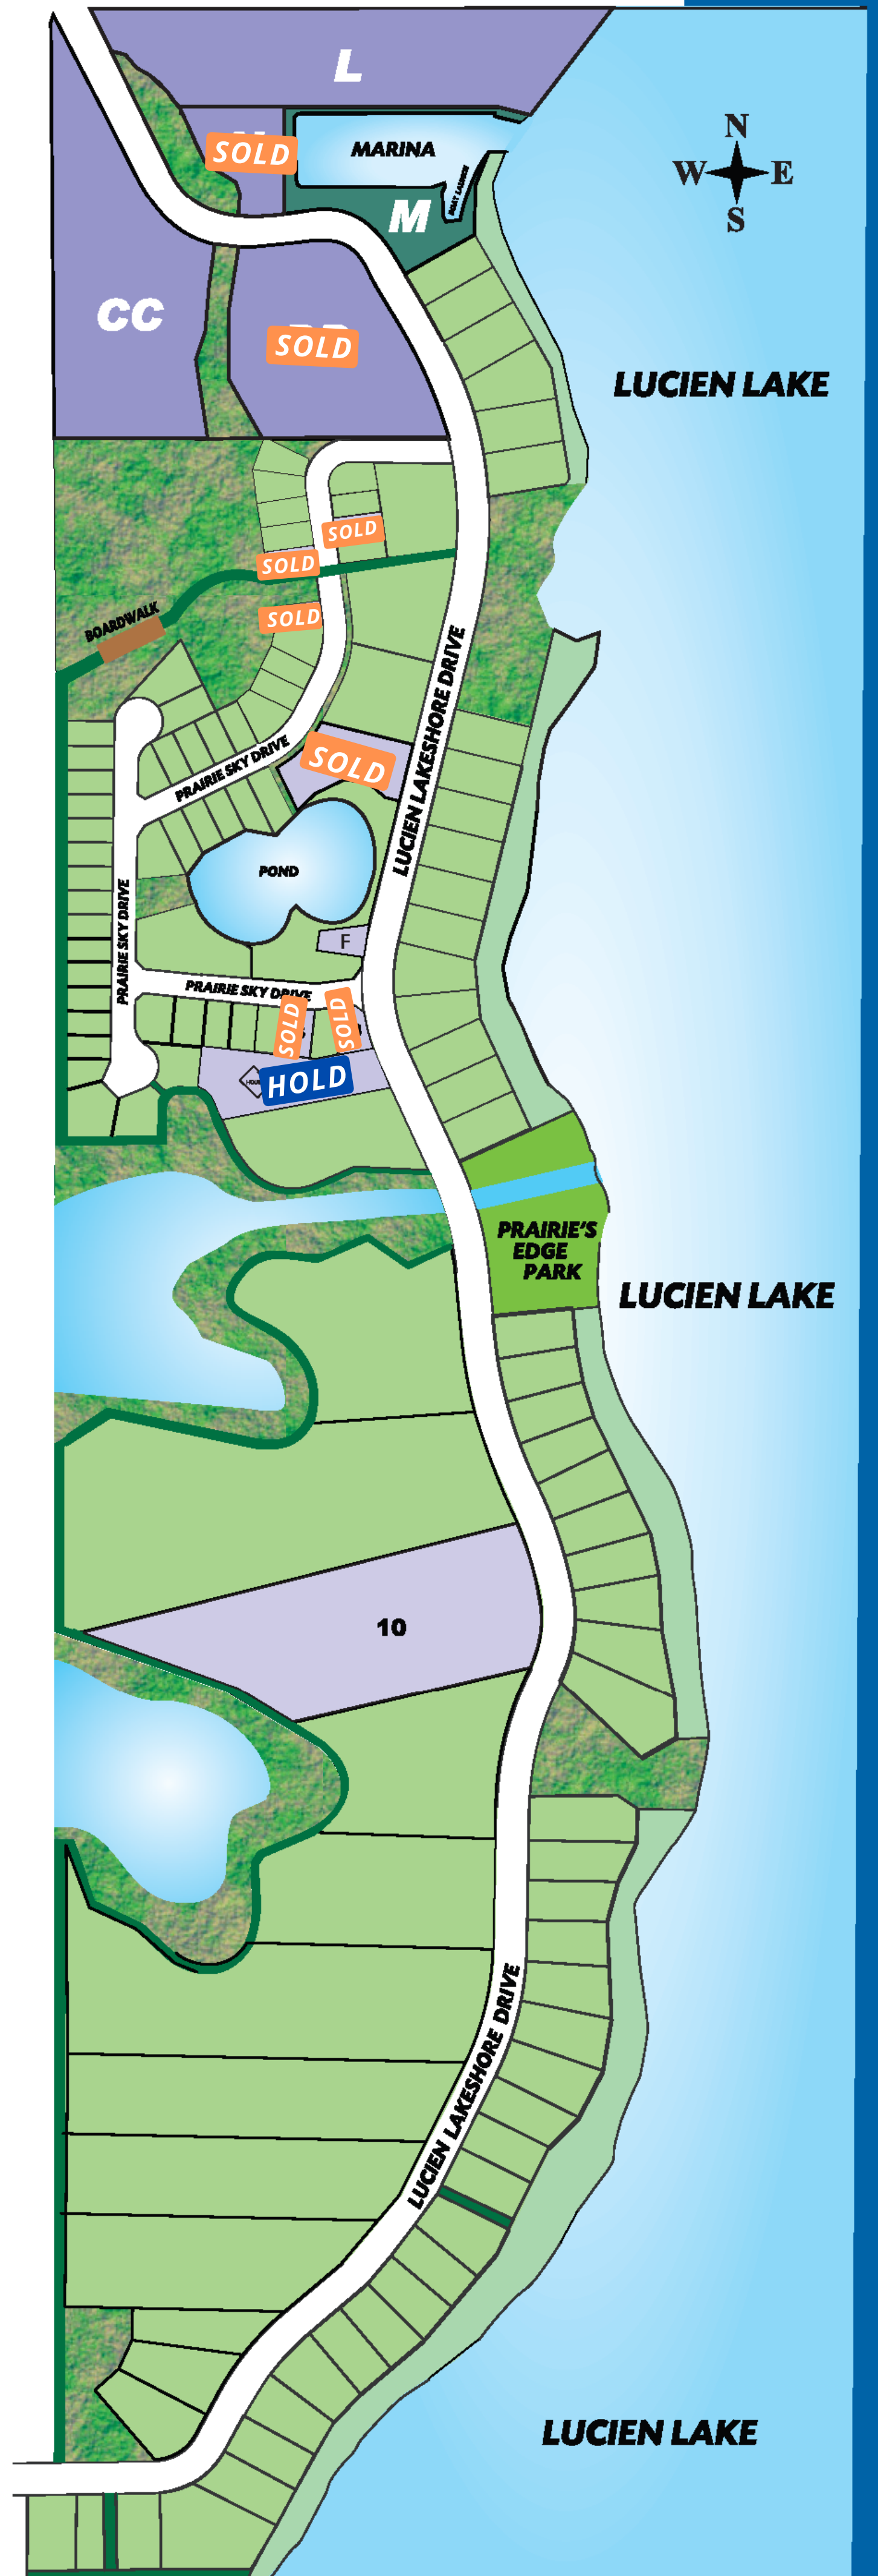 L
N
W E
S
SOLD
MARINA
BOAT LAUNCH
M
CC
SOLD
LUCIEN LAKE
SOLD
SOLD
SOLD
BOARDWALK
LUCIEN LAKESHORE DRIVE
PRAIRIE SKY DRIVE
SOLD
POND
PRAIRIE SKY DRIVE
F
PRAIRIE SKY DRIVE
SOLD
SOLD
HOLD
PRAIRIE'S
EDGE
PARK
LUCIEN LAKE
10
LUCIEN LAKESHORE DRIVE
LUCIEN LAKE